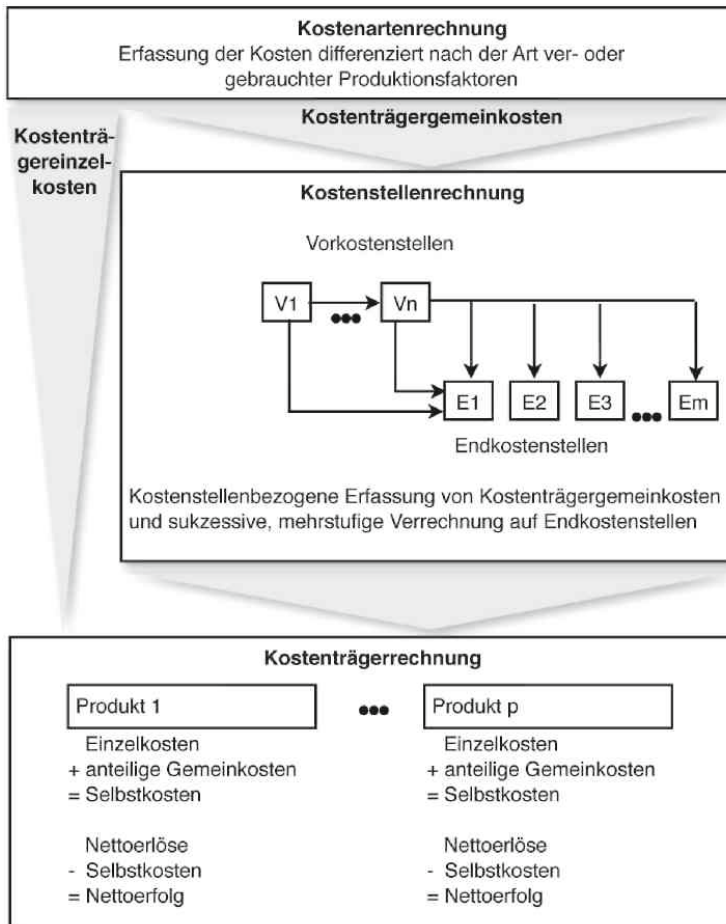 Kostenartenrechnung
Erfassung der Kosten differenziert nach der Art ver- oder
gebrauchter Produktionsfaktoren
Kostenträgergemeinkosten
Kostenträ-
gereinzel-
kosten
Kostenstellenrechnung
Vorkostenstellen
V1
Vn
E1
E2
E3
Em
Endkostenstellen
Kostenstellenbezogene Erfassung von Kostenträgergemeinkosten
und sukzessive, mehrstufige Verrechnung auf Endkostenstellen
Kostenträgerrechnung
Produkt 1
Einzelkosten
+ anteilige Gemeinkosten
= Selbstkosten
Nettoerlöse
- Selbstkosten
= Nettoerfolg
Produkt p
Einzelkosten
+ anteilige Gemeinkosten
= Selbstkosten
Nettoerlöse
- Selbstkosten
= Nettoerfolg